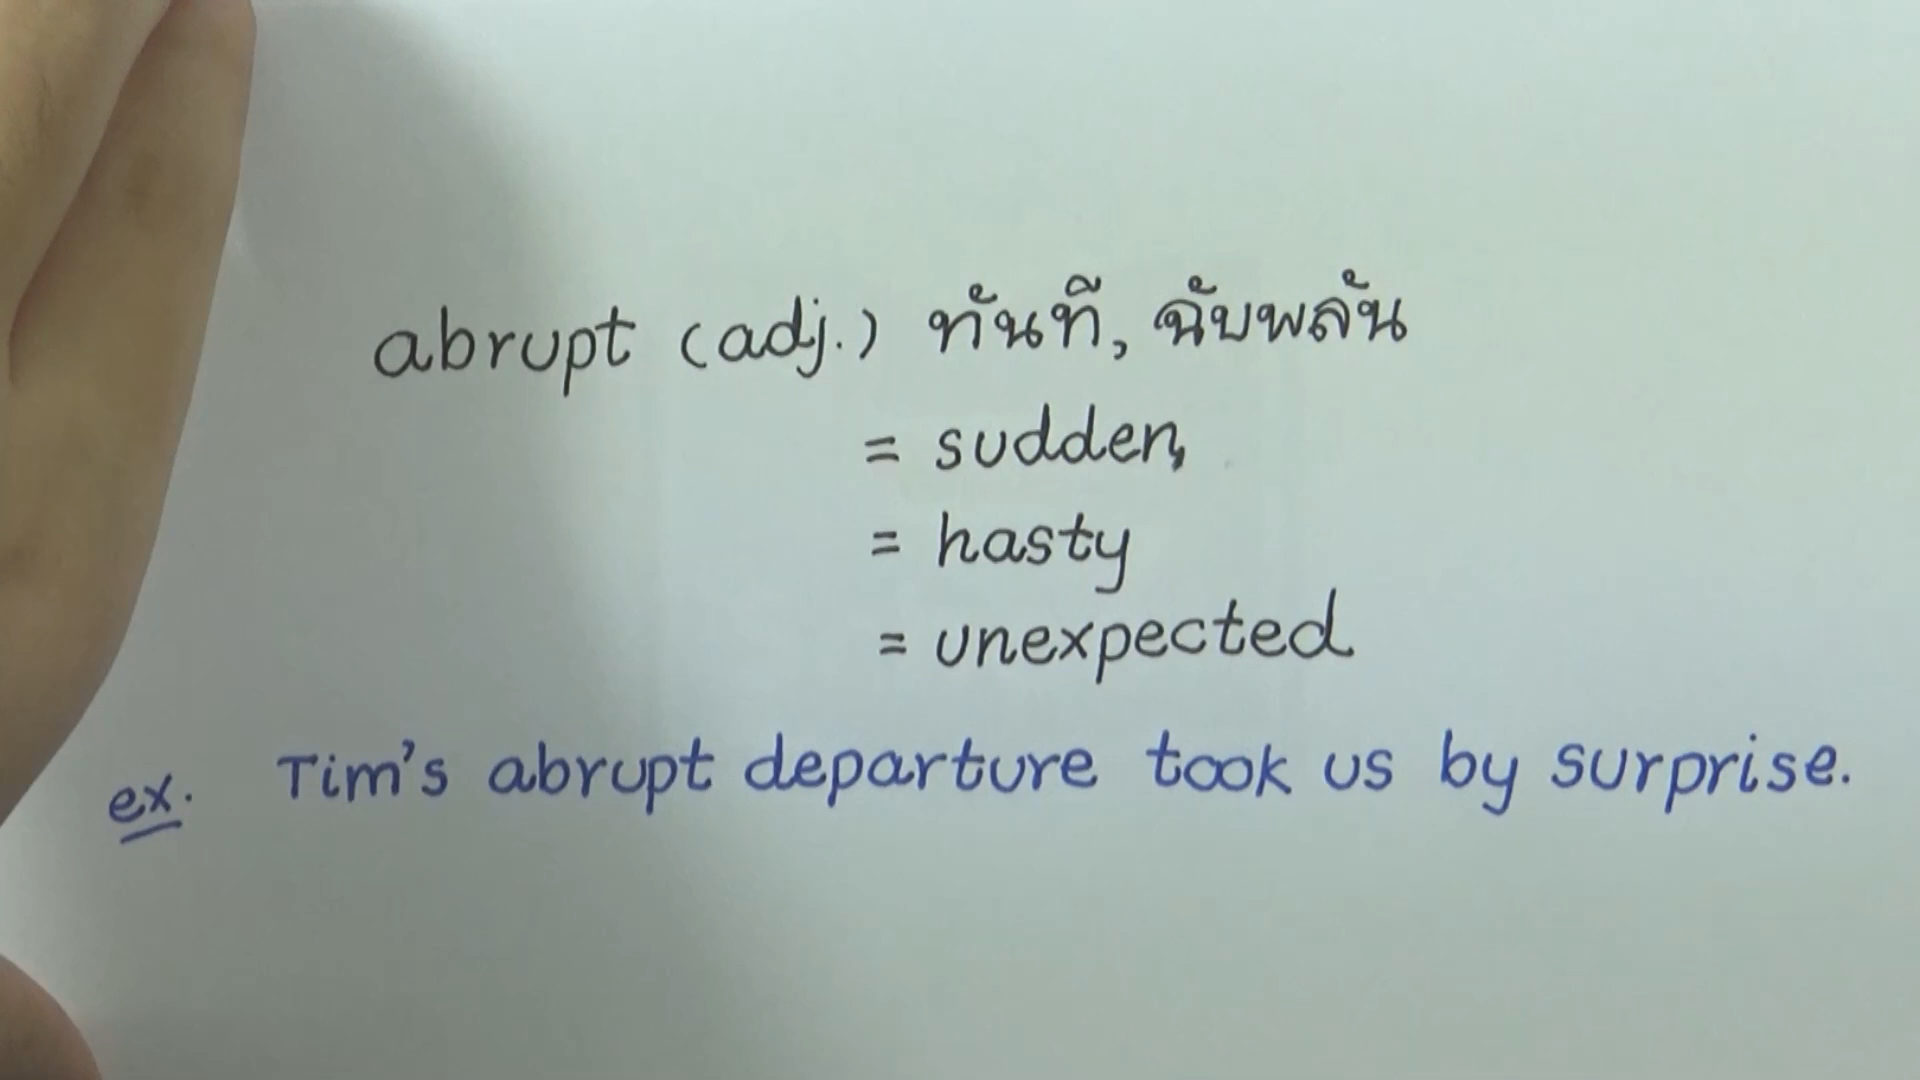 abrupt (adj.) ทันที, ฉับพลัน
= sudden,
= hasty
= unexpected
ex. Tim's abrupt departure took us by surprise.